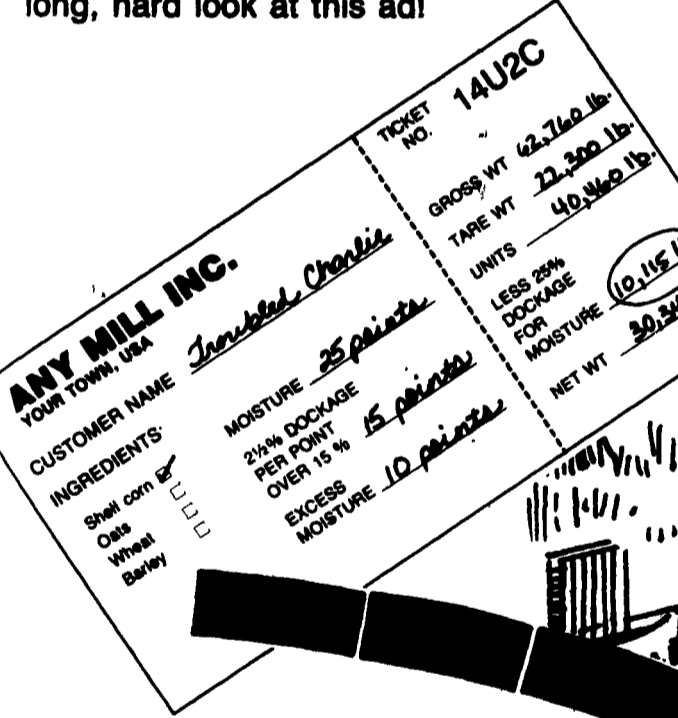 long, hard look at this ad!
TICKET
NO. 14U2C
GROSS WT 62,760 lb.
TARE WT 22,300 lb.
UNITS 40,460 lb.
LESS 25%
DOCKAGE
FOR
MOISTURE 10,115
NET WT
ANY MILL INC.
YOUR TOWN, USA
CUSTOMER NAME Troubled Charlie
INGREDIENTS
Shell corn
Oats
Wheat
Barley
MOISTURE 25 points
2½% DOCKAGE
PER POINT
OVER 15 % 15 points
EXCESS
MOISTURE 10 points